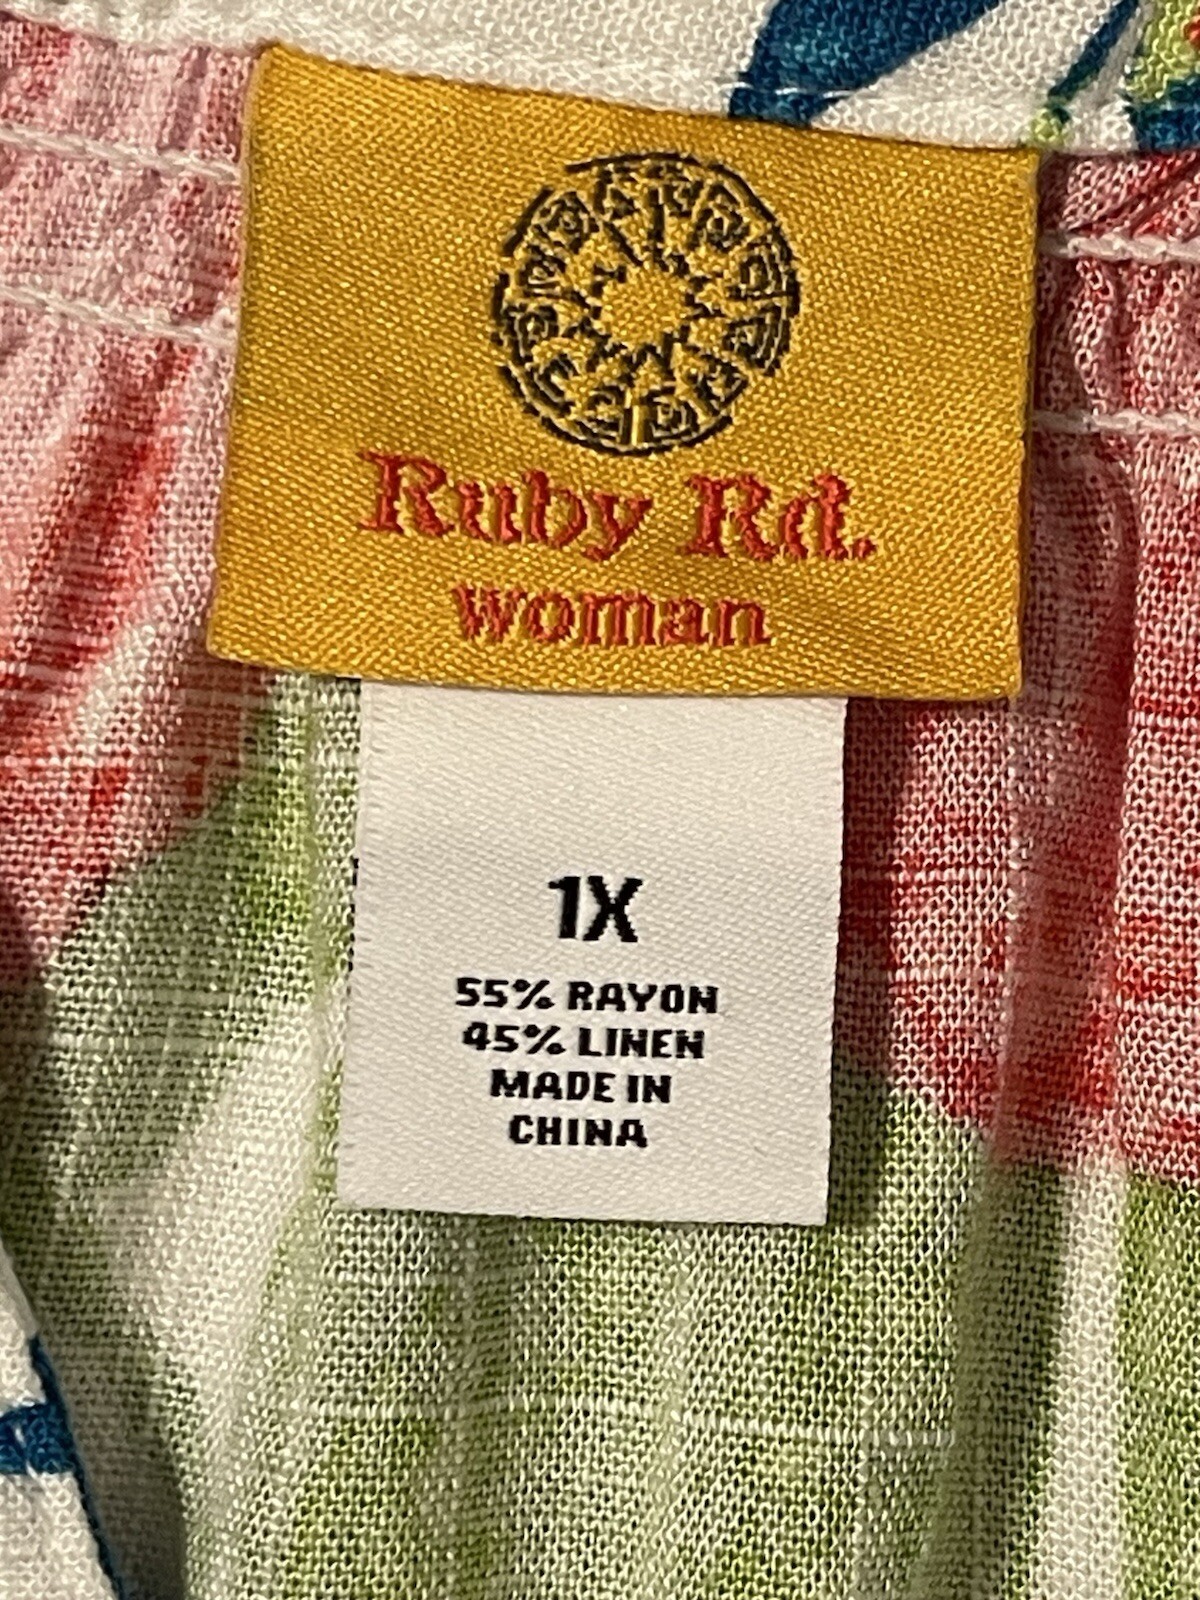 Ruby Rd.
woman
1X
55% RAYON
45% LINEN
MADE IN
CHINA